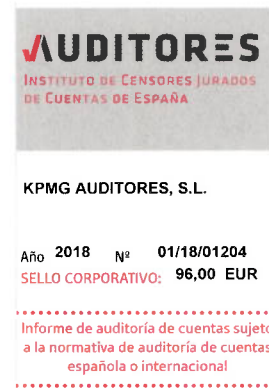 AUDITORES
INSTITUTO DE CENSORES JURADOS
DE CUENTAS DE ESPAÑA
KPMG AUDITORES, S.L.
Año 2018 Nº 01/18/01204
SELLO CORPORATIVO: 96,00 EUR
Informe de auditoría de cuentas sujeto
a la normativa de auditoría de cuentas
española o internacional